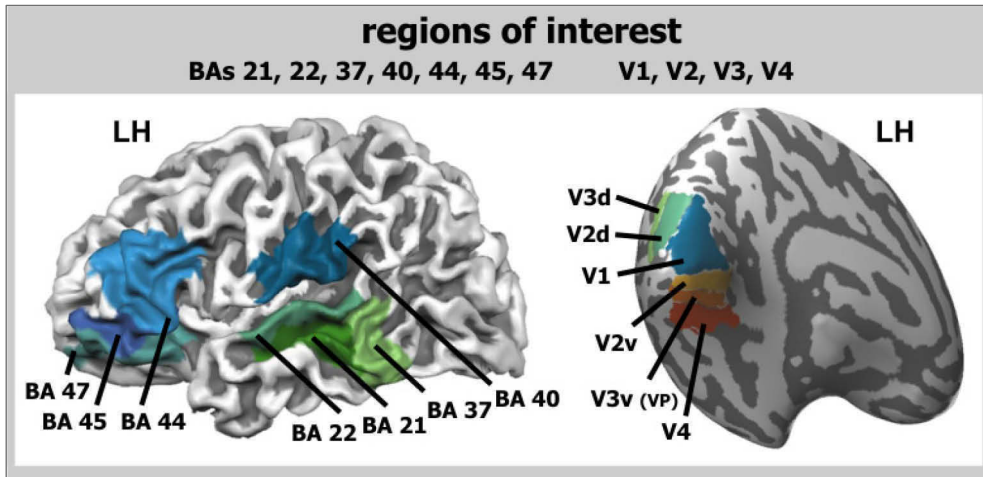 regions of interest
BAs 21, 22, 37, 40, 44, 45, 47 V1, V2, V3, V4
LH
BA 47
BA 45
BA 44
BA 22
BA 21
BA 37
BA 40
LH
V3d
V2d
V1
V2v
V3v (VP)
V4